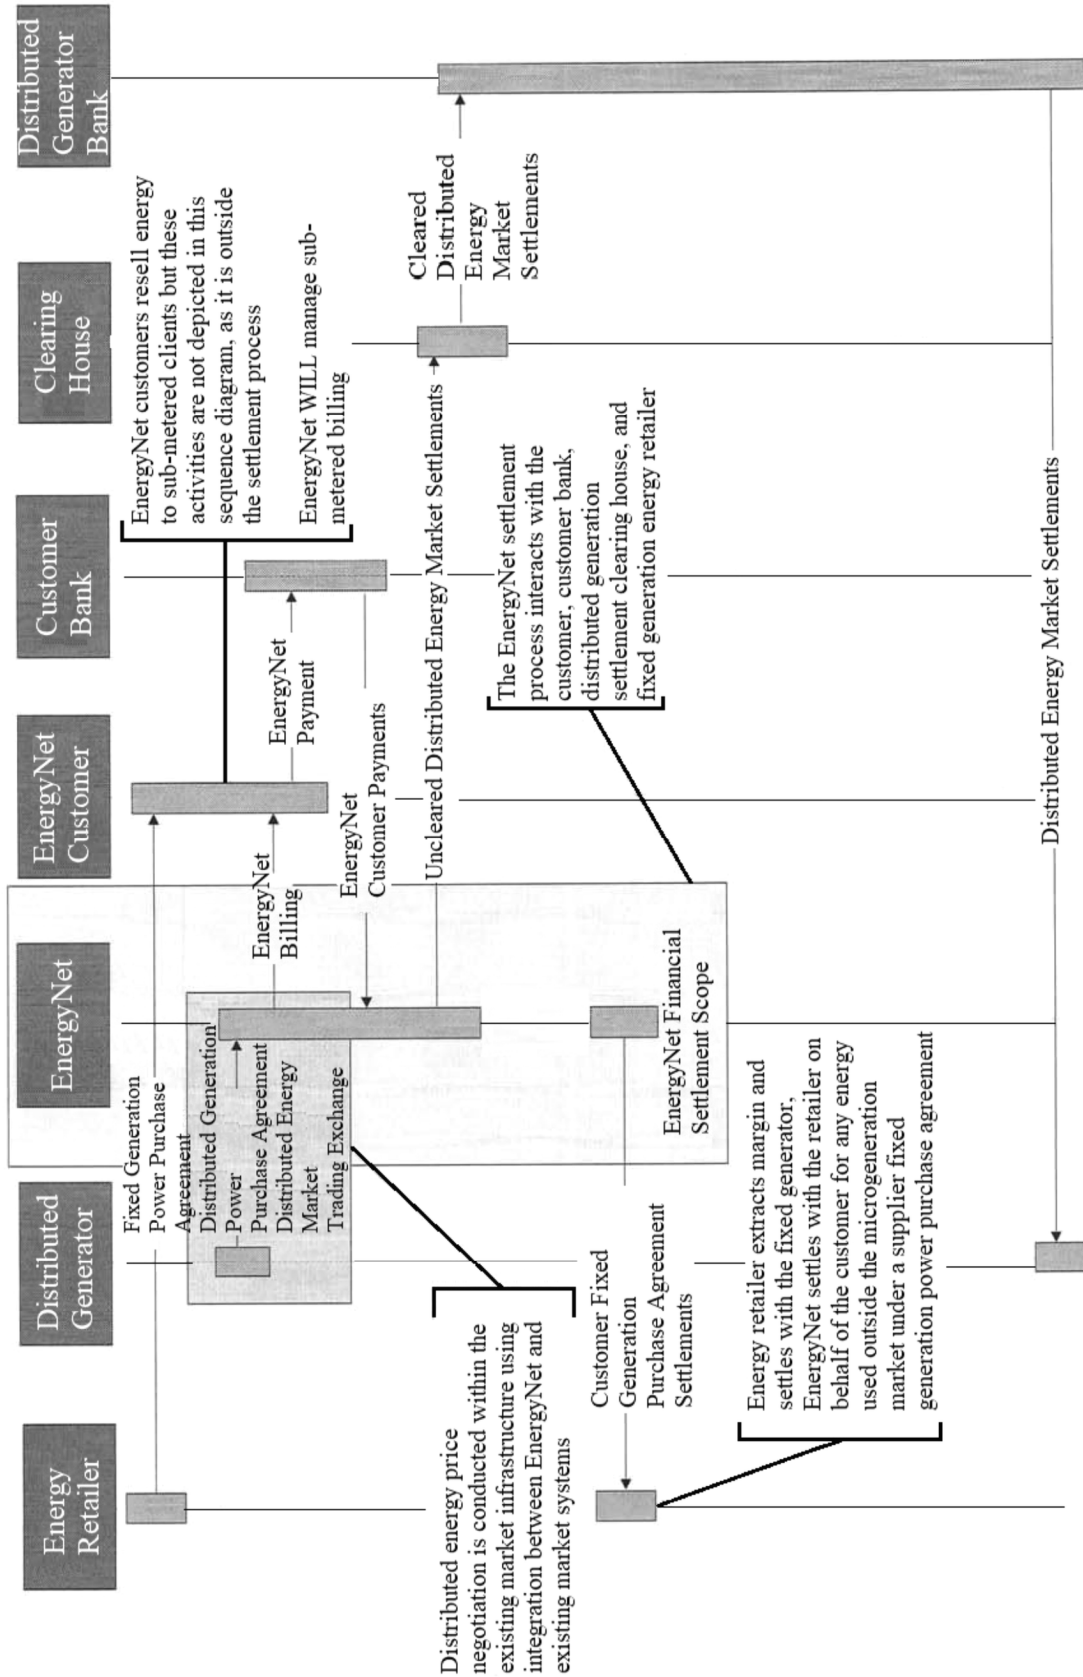 Energy
Retailer
Distributed
Generator
EnergyNet
EnergyNet
Customer
Customer
Bank
Clearing
House
Distributed
Generator
Bank
Fixed Generation
Power Purchase
Agreement
Distributed Generation
Power
Purchase Agreement
Distributed Energy
Market
Trading Exchange
EnergyNet
Billing
EnergyNet
Payment
EnergyNet
Customer Payments
EnergyNet customers resell energy
to sub-metered clients but these
activities are not depicted in this
sequence diagram, as it is outside
the settlement process
EnergyNet WILL manage sub-
metered billing
Uncleared Distributed Energy Market Settlements
Cleared
Distributed
Energy
Market
Settlements
Distributed energy price
negotiation is conducted within the
existing market infrastructure using
integration between EnergyNet and
existing market systems
The EnergyNet settlement
process interacts with the
customer, customer bank,
distributed generation
settlement clearing house, and
fixed generation energy retailer
Customer Fixed
Generation
Purchase Agreement
Settlements
EnergyNet Financial
Settlement Scope
Energy retailer extracts margin and
settles with the fixed generator,
EnergyNet settles with the retailer on
behalf of the customer for any energy
used outside the microgeneration
market under a supplier fixed
generation power purchase agreement
Distributed Energy Market Settlements